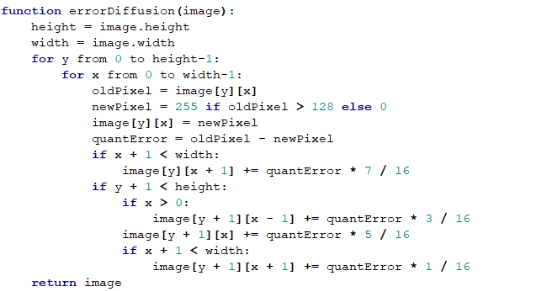 function errorDiffusion(image):
    height = image.height
    width = image.width
    for y from 0 to height-1:
        for x from 0 to width-1:
            oldPixel = image[y][x]
            newPixel = 255 if oldPixel > 128 else 0
            image[y][x] = newPixel
            quantError = oldPixel - newPixel
            if x + 1 < width:
                image[y][x + 1] += quantError * 7 / 16
            if y + 1 < height:
                if x > 0:
                    image[y + 1][x - 1] += quantError * 3 / 16
                image[y + 1][x] += quantError * 5 / 16
                if x + 1 < width:
                    image[y + 1][x + 1] += quantError * 1 / 16
    return image